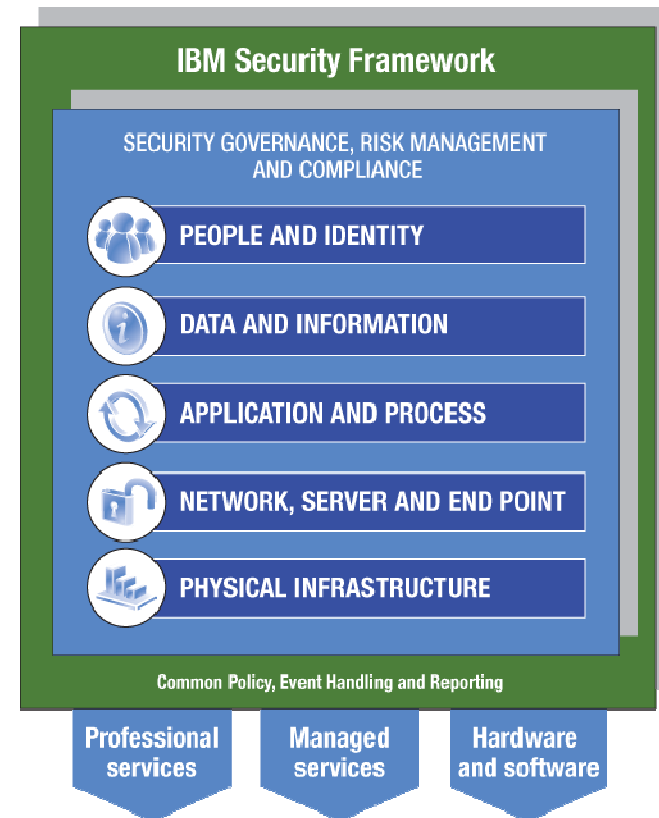 IBM Security Framework
SECURITY GOVERNANCE, RISK MANAGEMENT
AND COMPLIANCE
PEOPLE AND IDENTITY
DATA AND INFORMATION
APPLICATION AND PROCESS
NETWORK, SERVER AND END POINT
PHYSICAL INFRASTRUCTURE
Common Policy, Event Handling and Reporting
Professional
services
Managed
services
Hardware
and software